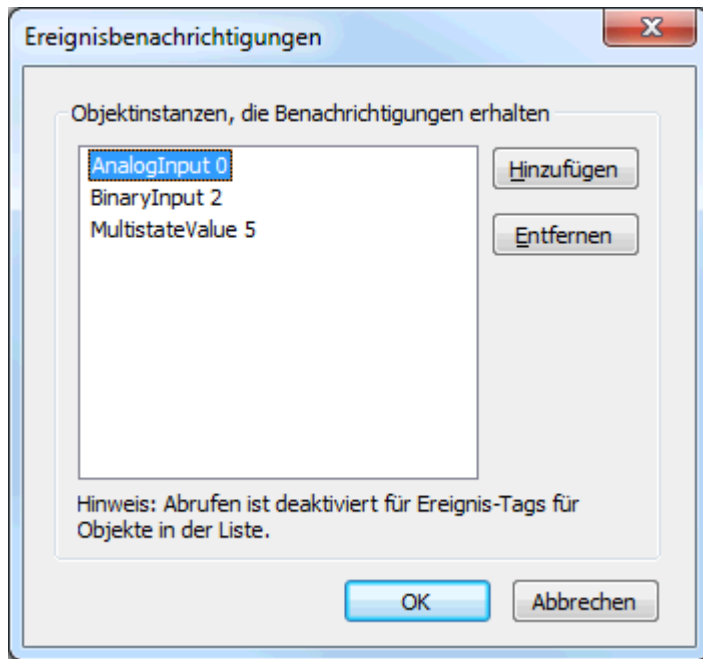 Ereignisbenachrichtigungen
Objektinstanzen, die Benachrichtigungen erhalten
AnalogInput 0
BinaryInput 2
MultistateValue 5
Hinzufügen
Entfernen
Hinweis: Abrufen ist deaktiviert für Ereignis-Tags für
Objekte in der Liste.
OK
Abbrechen